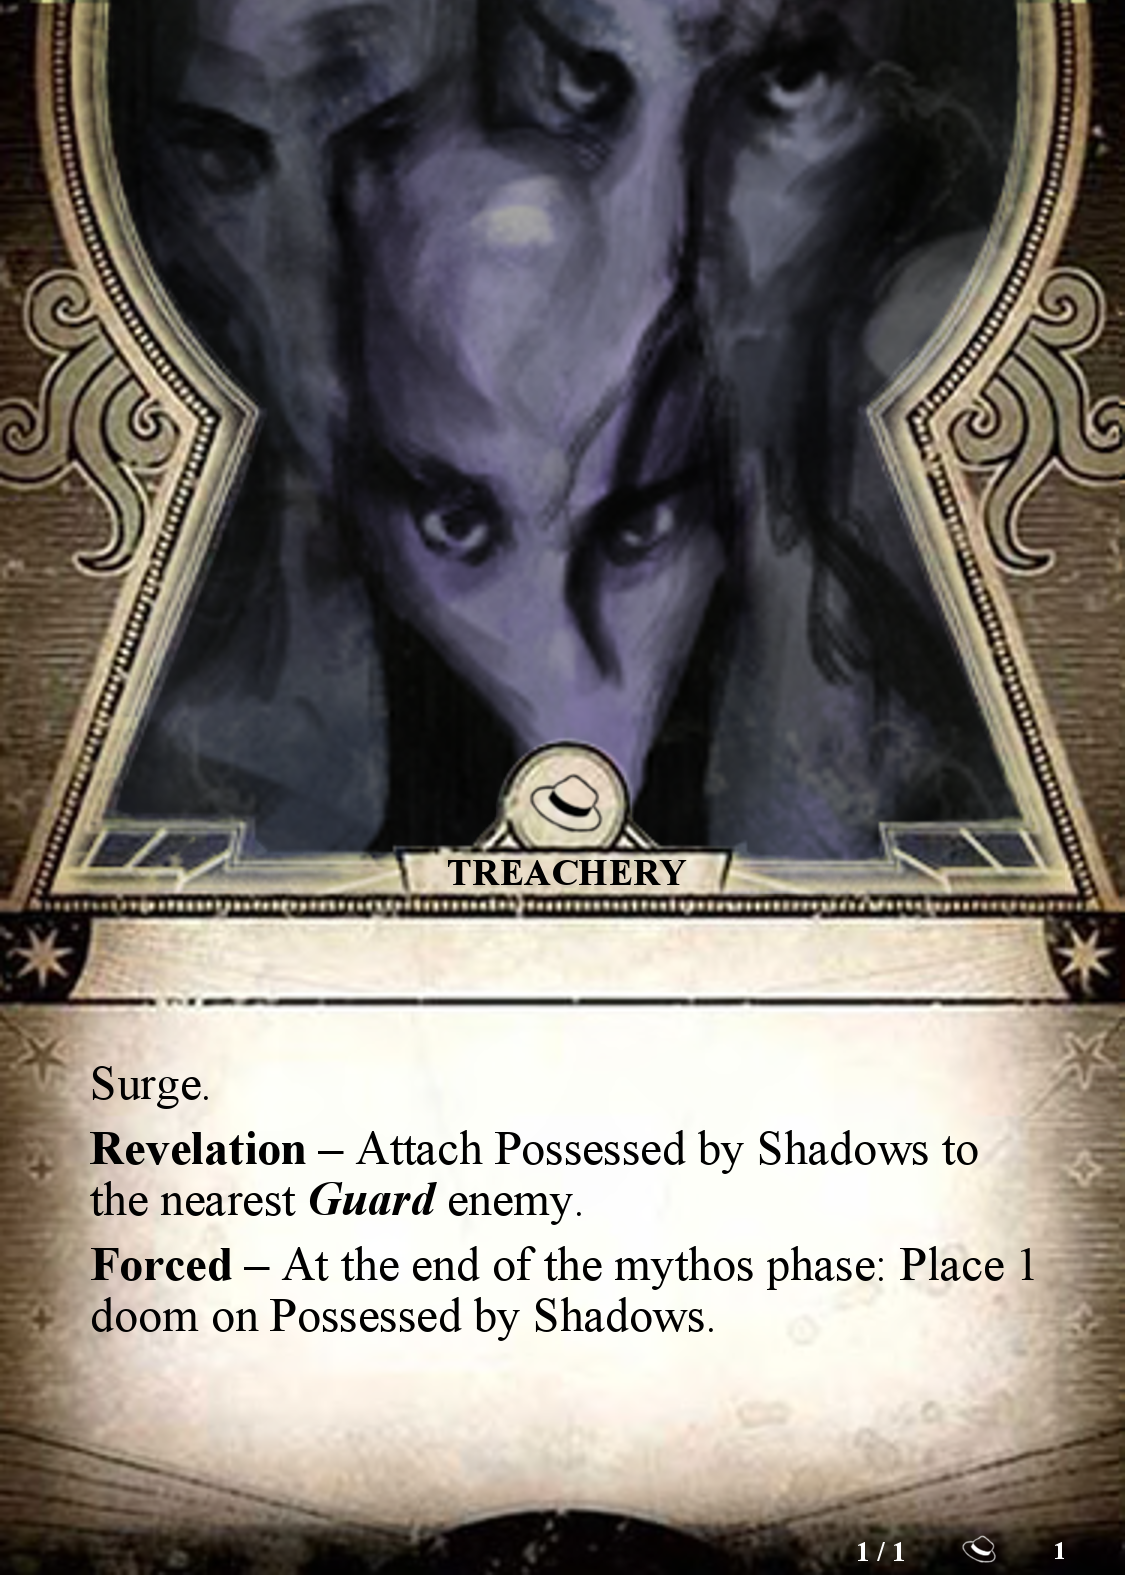 TREACHERY
Surge.
Revelation – Attach Possessed by Shadows to
the nearest Guard enemy.
Forced – At the end of the mythos phase: Place 1
doom on Possessed by Shadows.
1 / 1 1